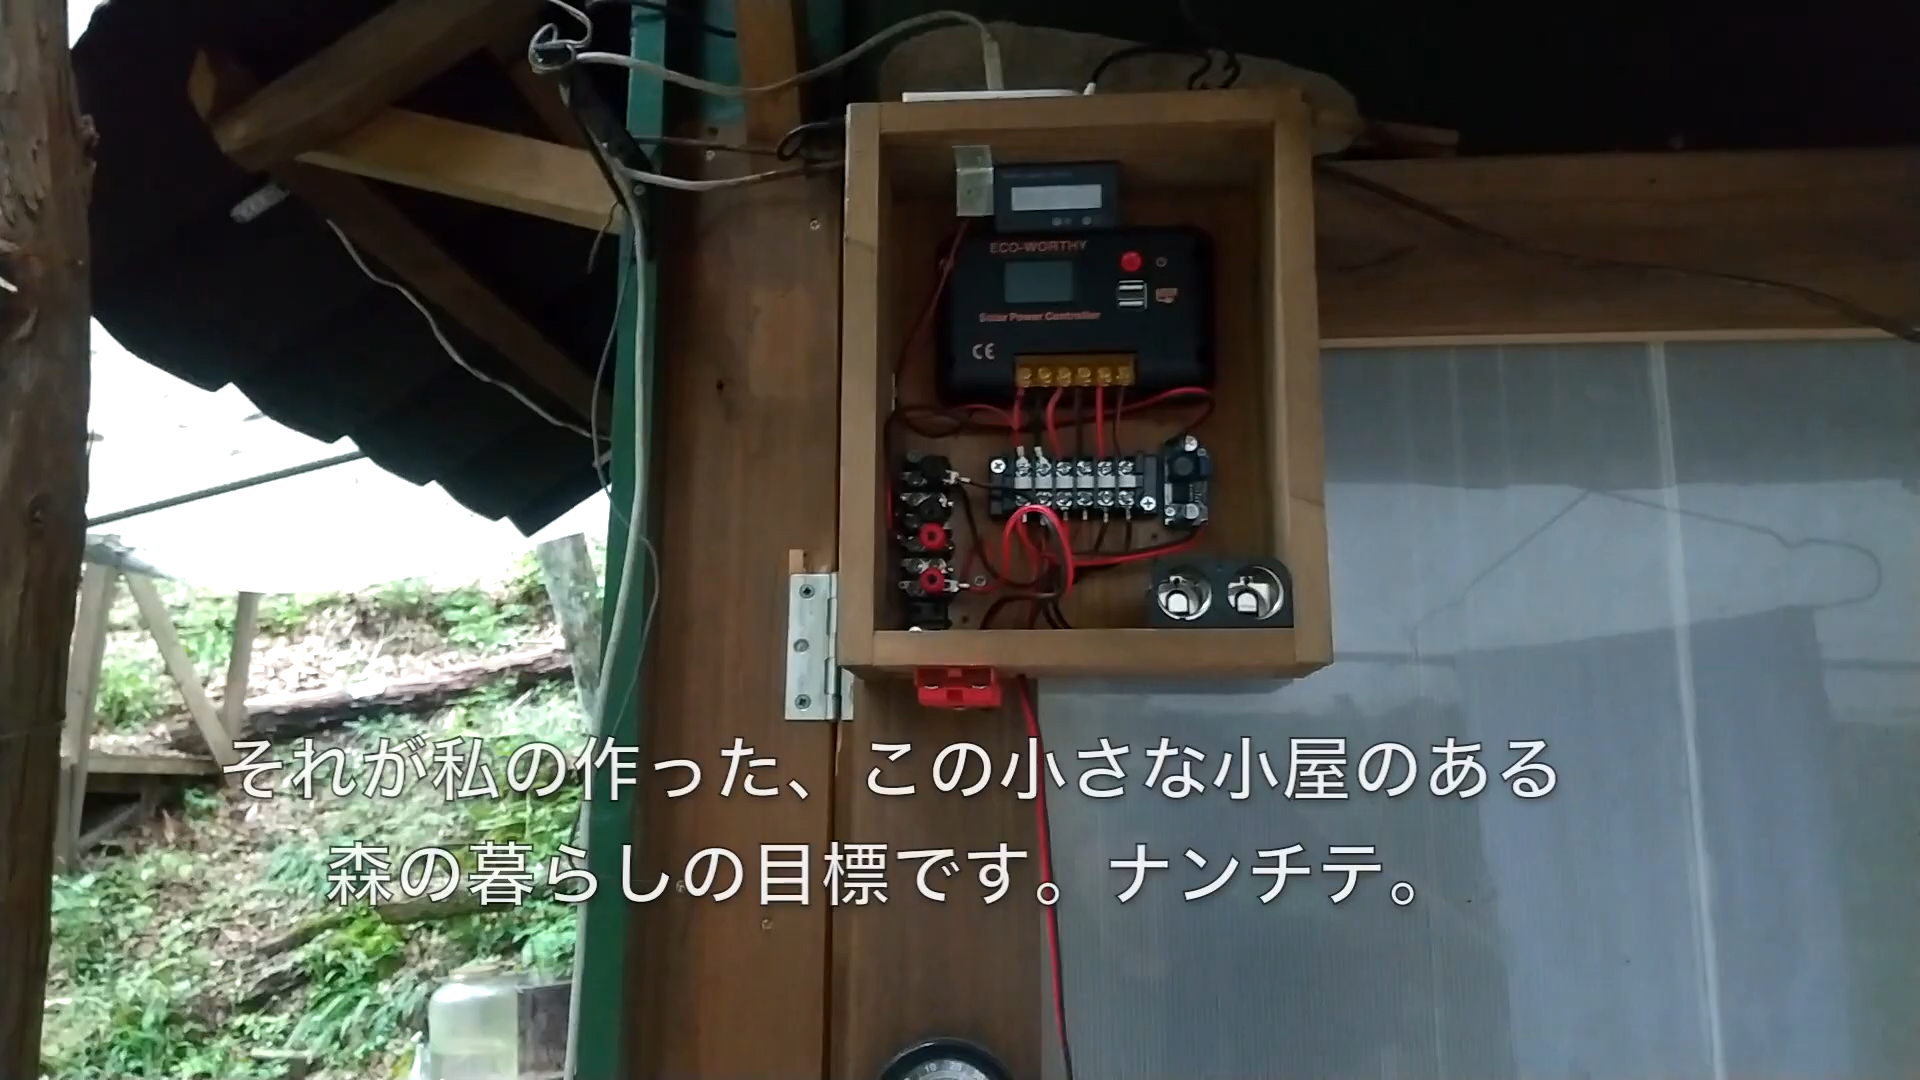 ECO-WORTHY
Solar Power Controller
CE
それが私の作った、この小さな小屋のある
森の暮らしの目標です。ナンチテ。
10 20